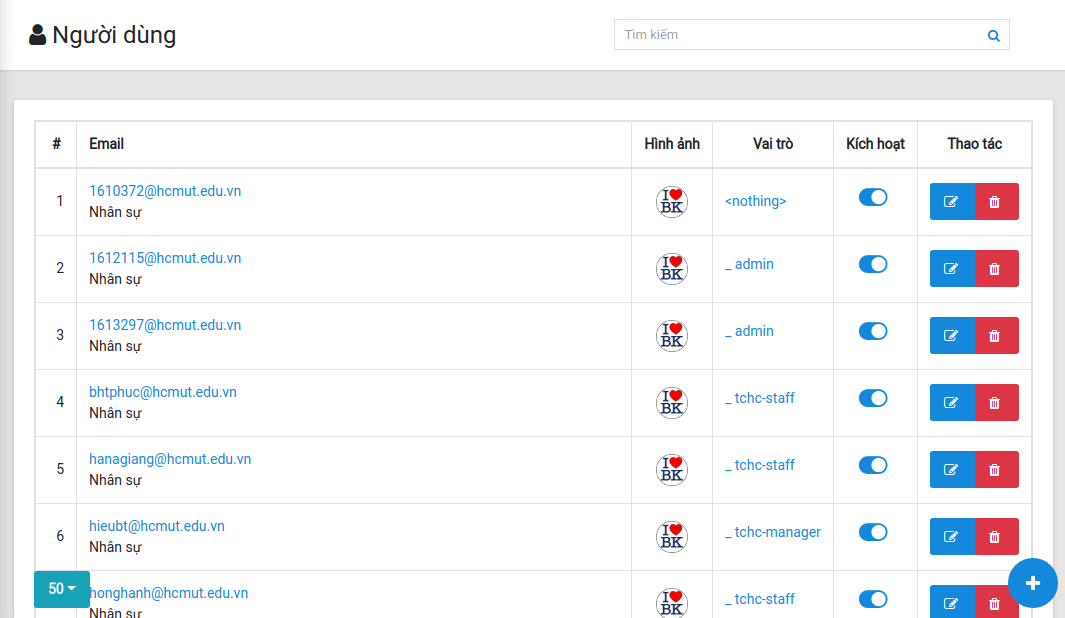 Người dùng
Tìm kiếm
# Email Hình ảnh Vai trò Kích hoạt Thao tác
1 1610372@hcmut.edu.vn I BK <nothing>
Nhân sự
2 1612115@hcmut.edu.vn I BK _ admin
Nhân sự
3 1613297@hcmut.edu.vn I BK _ admin
Nhân sự
4 bhtphuc@hcmut.edu.vn I BK _ tchc-staff
Nhân sự
5 hanagiang@hcmut.edu.vn I BK _ tchc-staff
Nhân sự
6 hieubt@hcmut.edu.vn I BK _ tchc-manager
Nhân sự
50 honghanh@hcmut.edu.vn I BK _ tchc-staff
Nhân sự